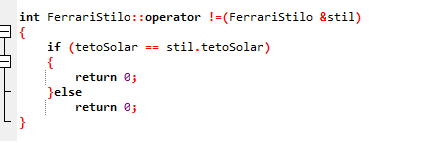 int FerrariStilo::operator !=(FerrariStilo &stil)
{
if (tetoSolar == stil.tetoSolar)
{
return 0;
}else
return 0;
}